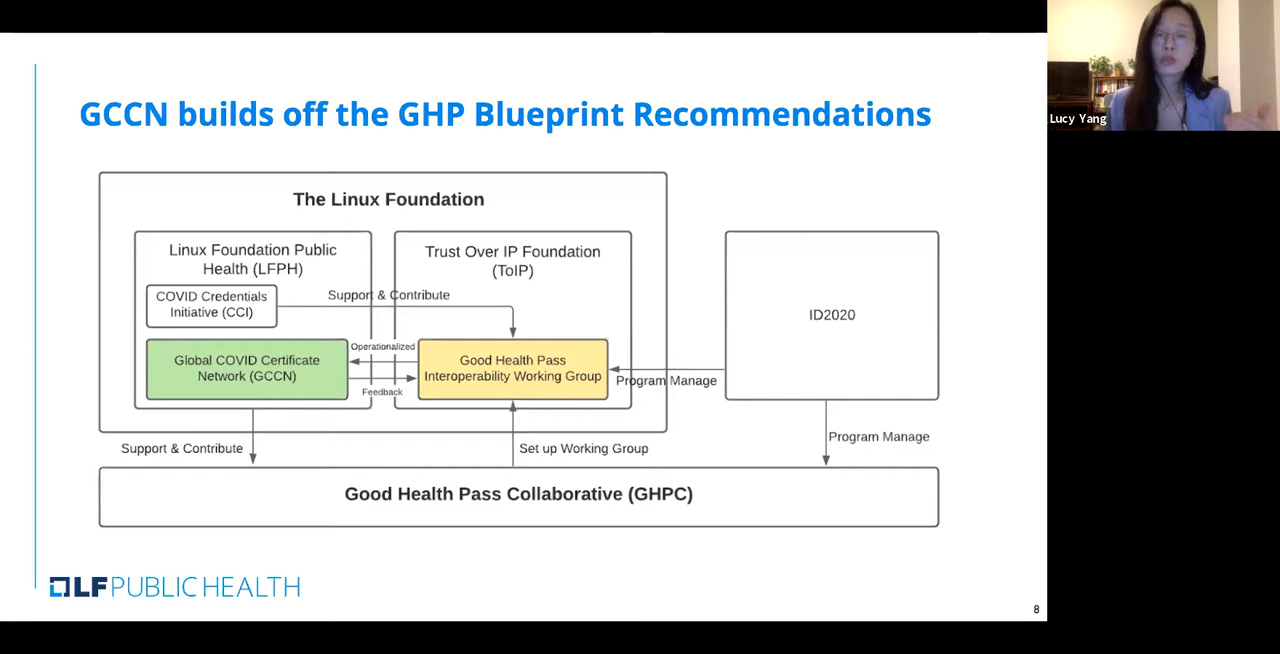 GCCN builds off the GHP Blueprint Recommendations
Lucy Yang
The Linux Foundation
Linux Foundation Public
Health (LFPH)
Trust Over IP Foundation
(ToIP)
COVID Credentials
Initiative (CCI)
Support & Contribute
ID2020
Global COVID Certificate
Network (GCCN)
Operationalized
Feedback
Good Health Pass
Interoperability Working Group
Program Manage
Support & Contribute
Set up Working Group
Program Manage
Good Health Pass Collaborative (GHPC)
LFPUBLICHEALTH
8